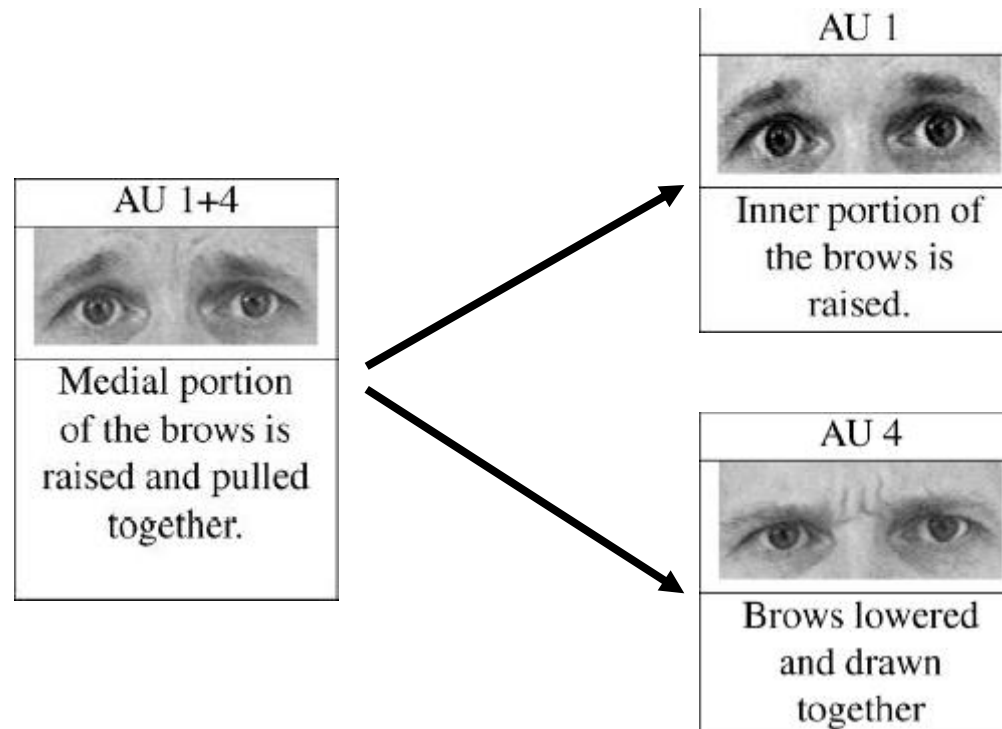 AU 1+4
Medial portion
of the brows is
raised and pulled
together.
AU 1
Inner portion of
the brows is
raised.
AU 4
Brows lowered
and drawn
together